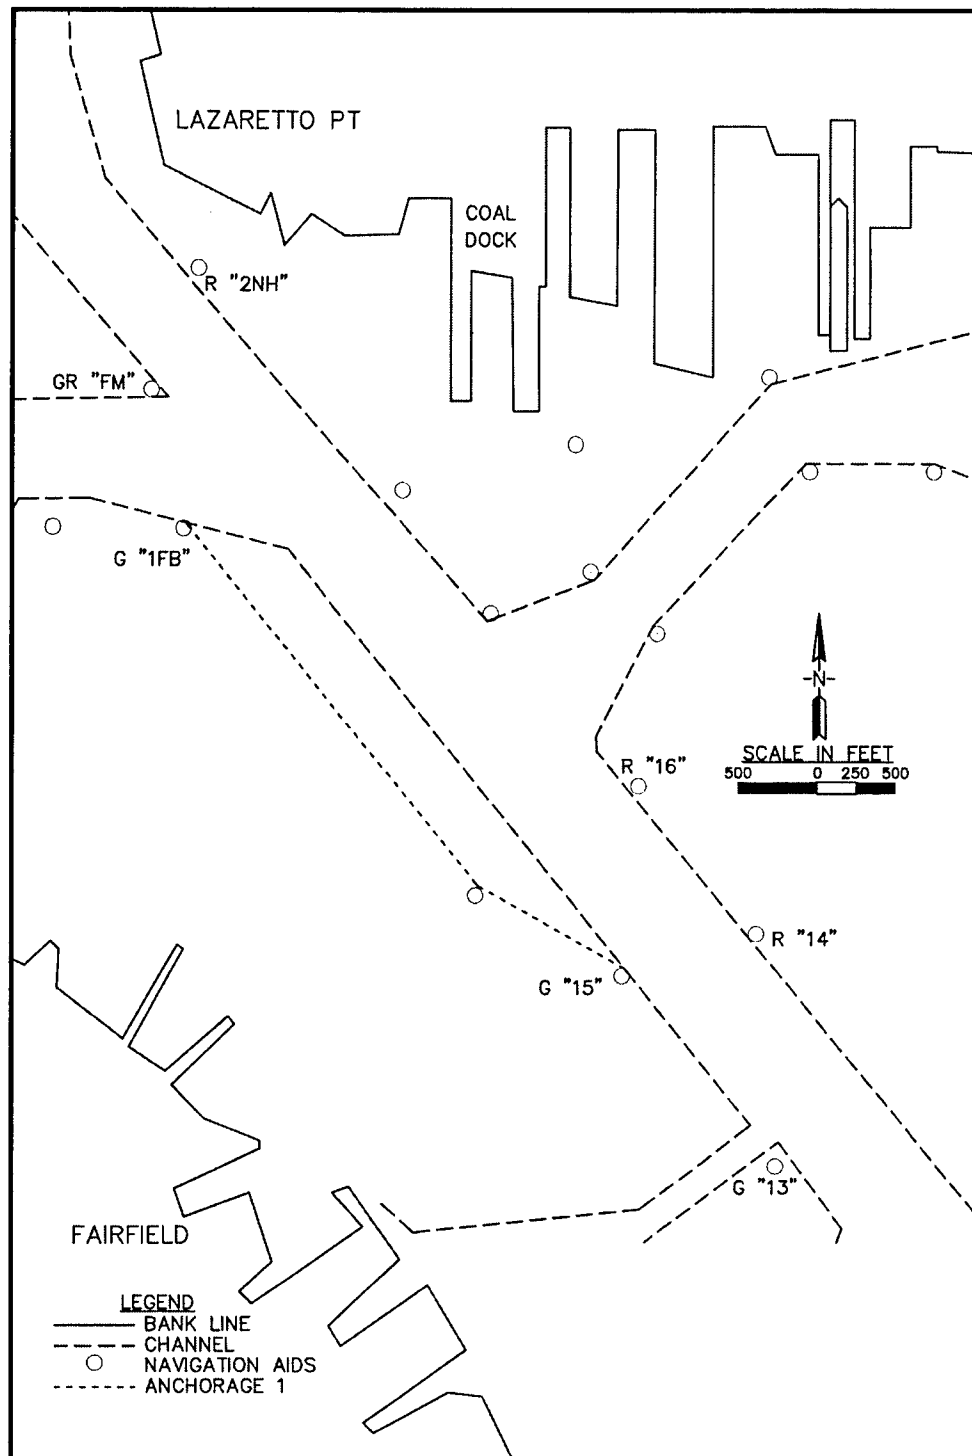 LAZARETTO PT
COAL
DOCK
R "2NH"
GR "FM"
G "1FB"
-N-
SCALE IN FEET
500 0 250 500
R "16"
R "14"
G "15"
G "13"
FAIRFIELD
LEGEND
BANK LINE
CHANNEL
NAVIGATION AIDS
ANCHORAGE 1